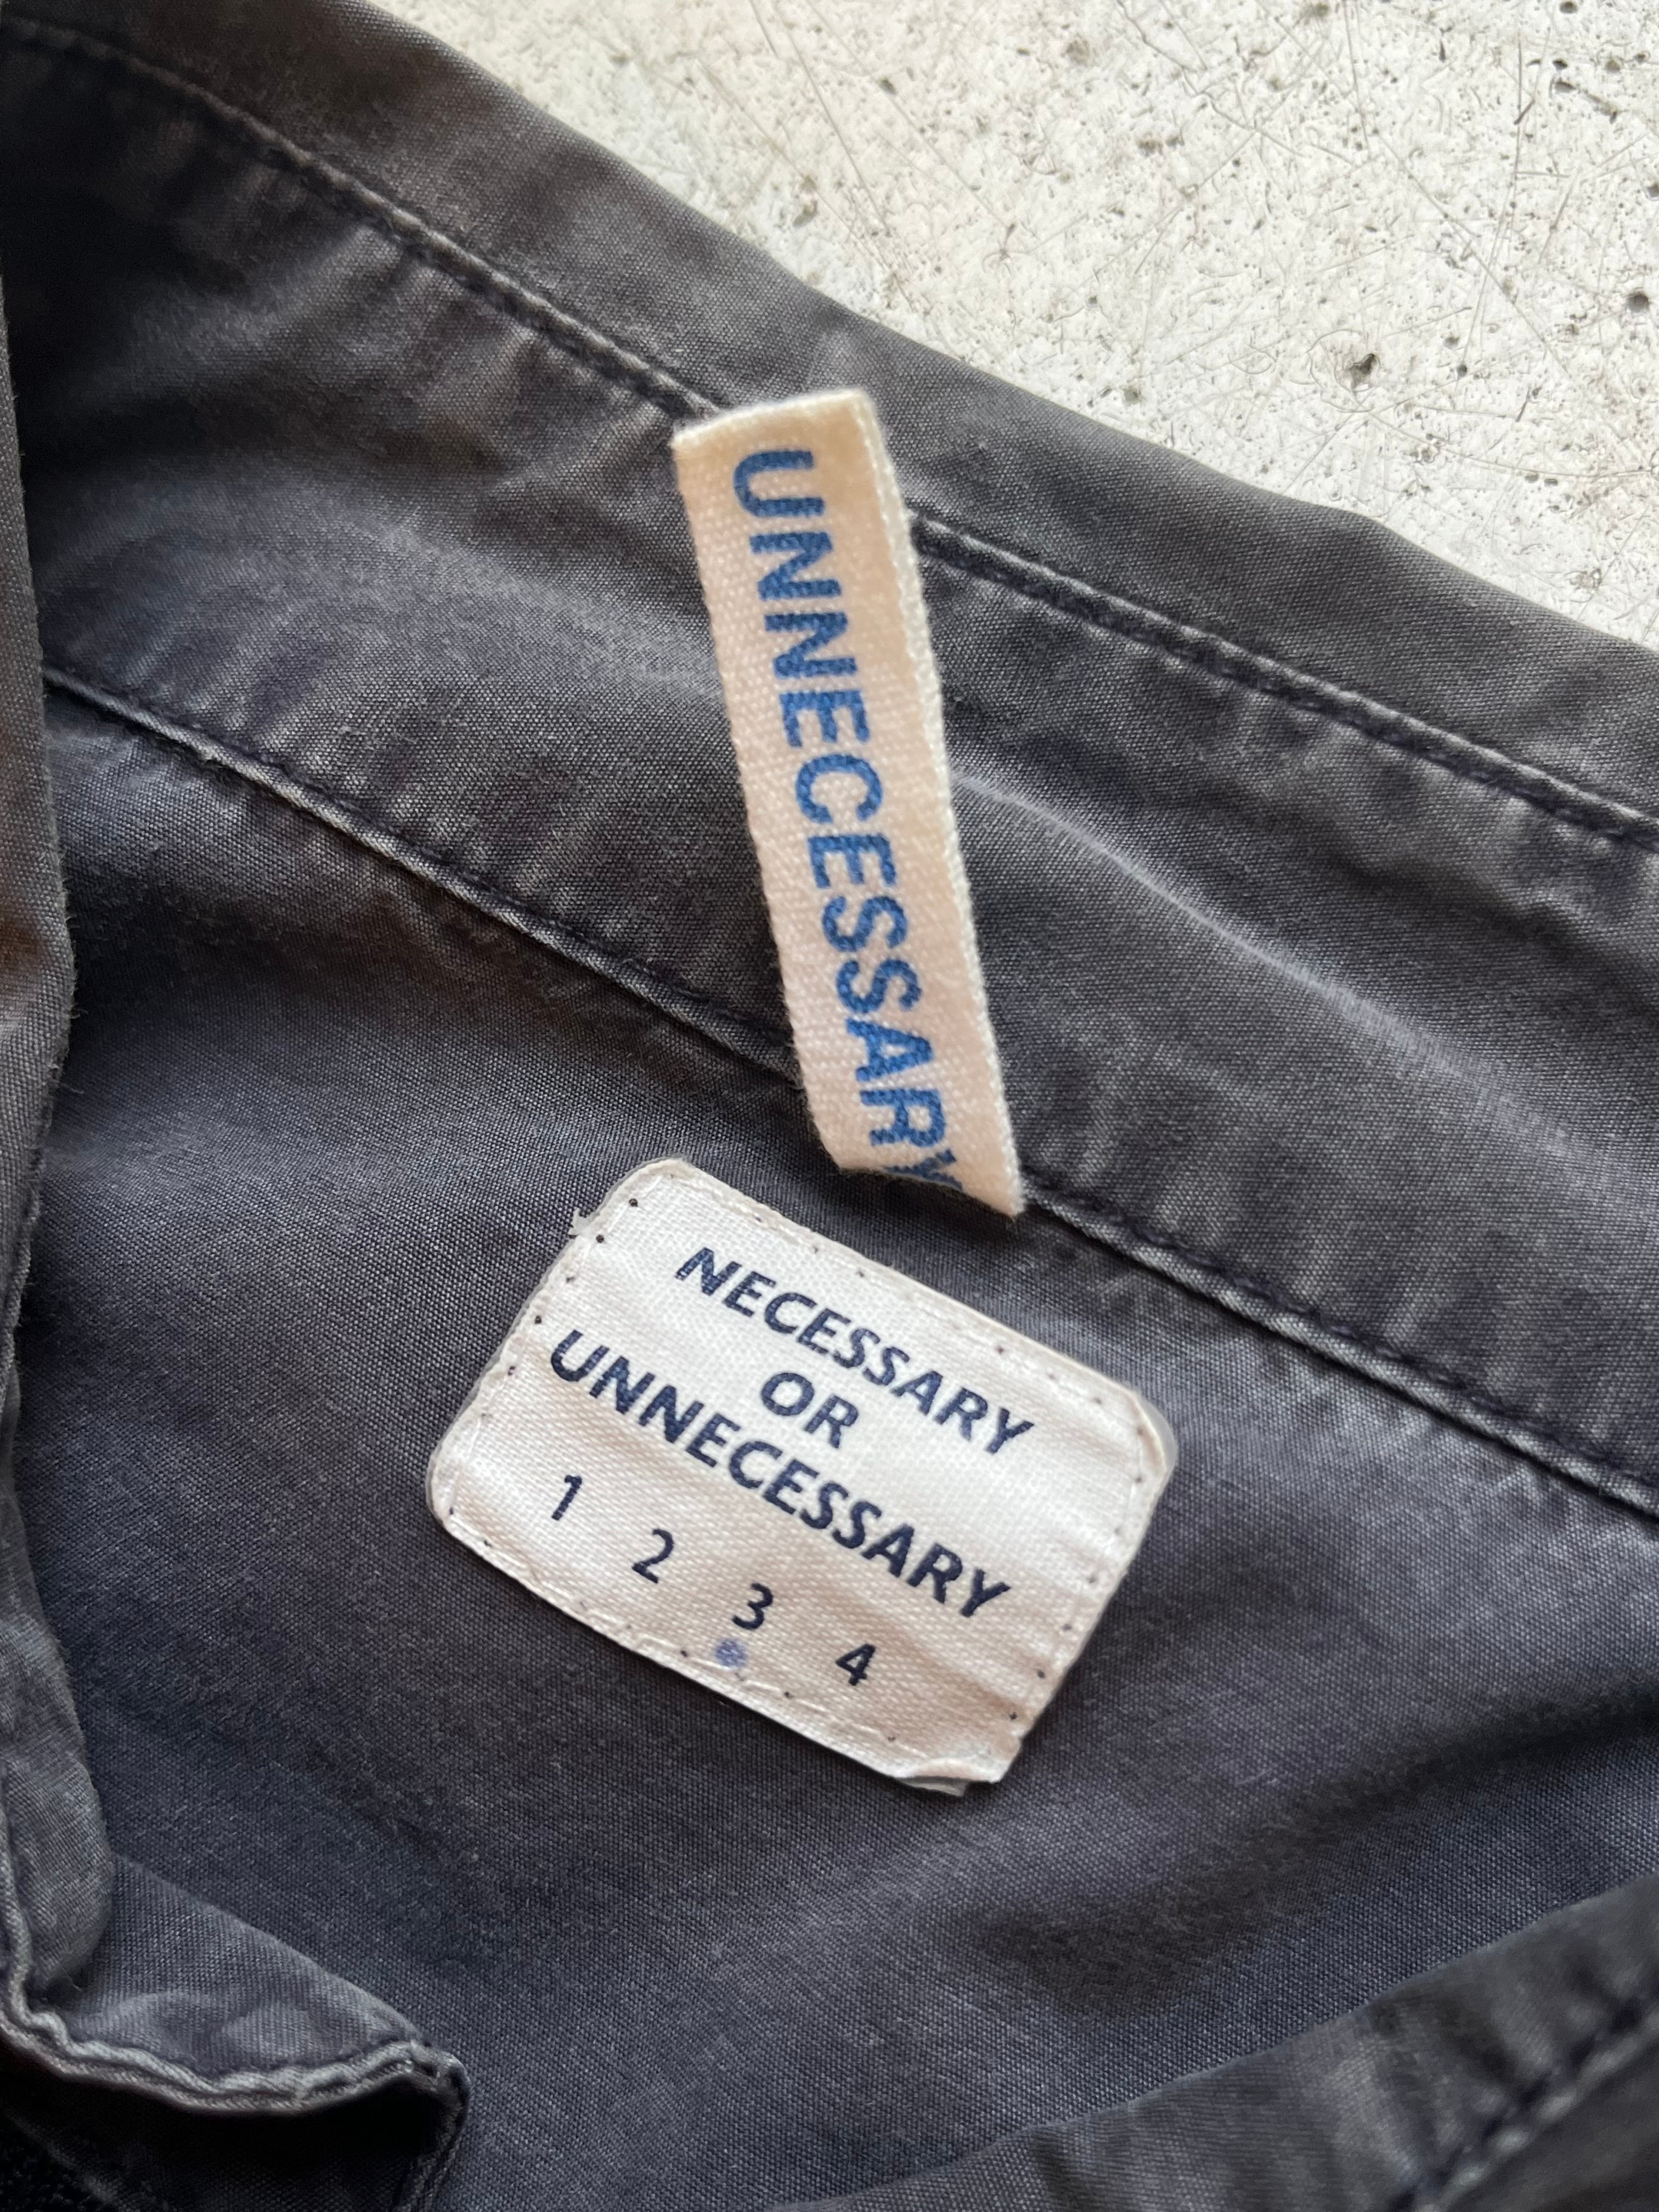 UNNECESSARY
NECESSARY
OR
UNNECESSARY
1 2 3 4